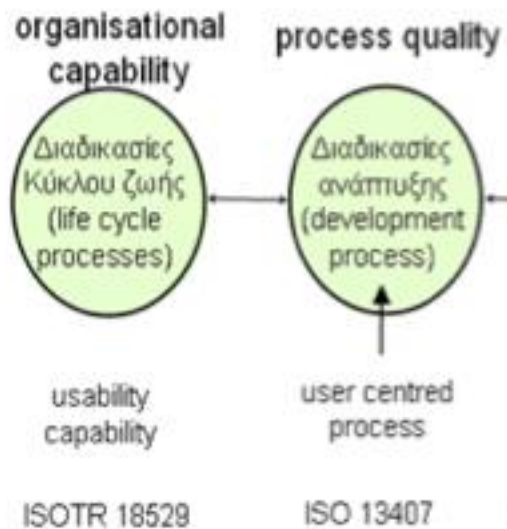 organisational
capability
Διαδικασίες
Κύκλου ζωής
(life cycle
processes)
usability
capability
ISOTR 18529
process quality
Διαδικασίες
ανάπτυξης
(development
process)
user centred
process
ISO 13407